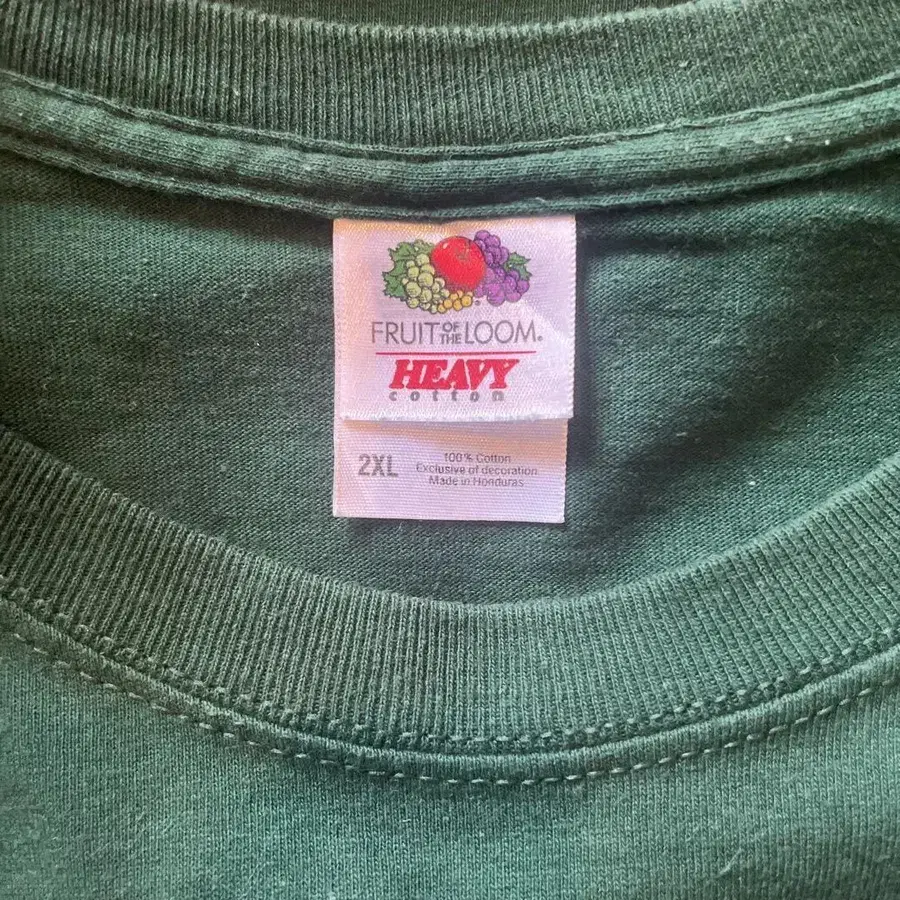 FRUIT OF THE LOOM®
HEAVY
cotton
2XL
100% Cotton
Exclusive of decoration
Made in Honduras